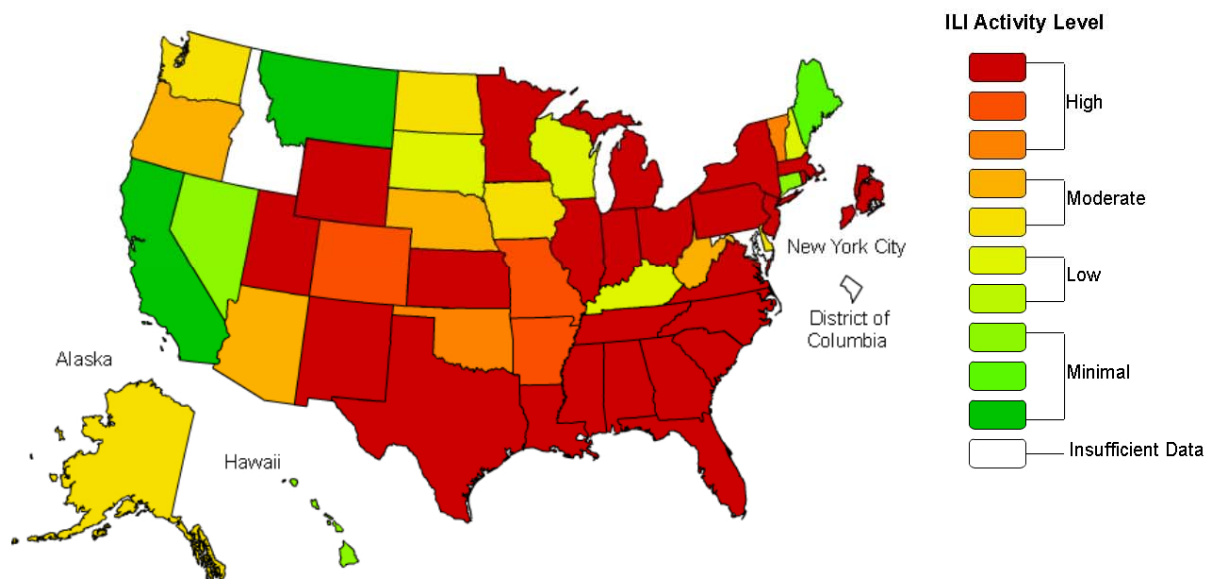 ILI Activity Level
High
Moderate
New York City
Low
District of
Columbia
Alaska
Minimal
Hawaii
Insufficient Data